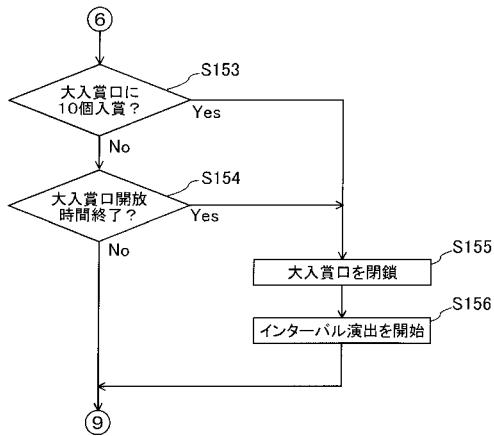 ⑥
S153
大入賞口に
10個入賞？
Yes
No
S154
大入賞口開放
時間終了？
Yes
No
S155
大入賞口を閉鎖
S156
インターバル演出を開始
⑨